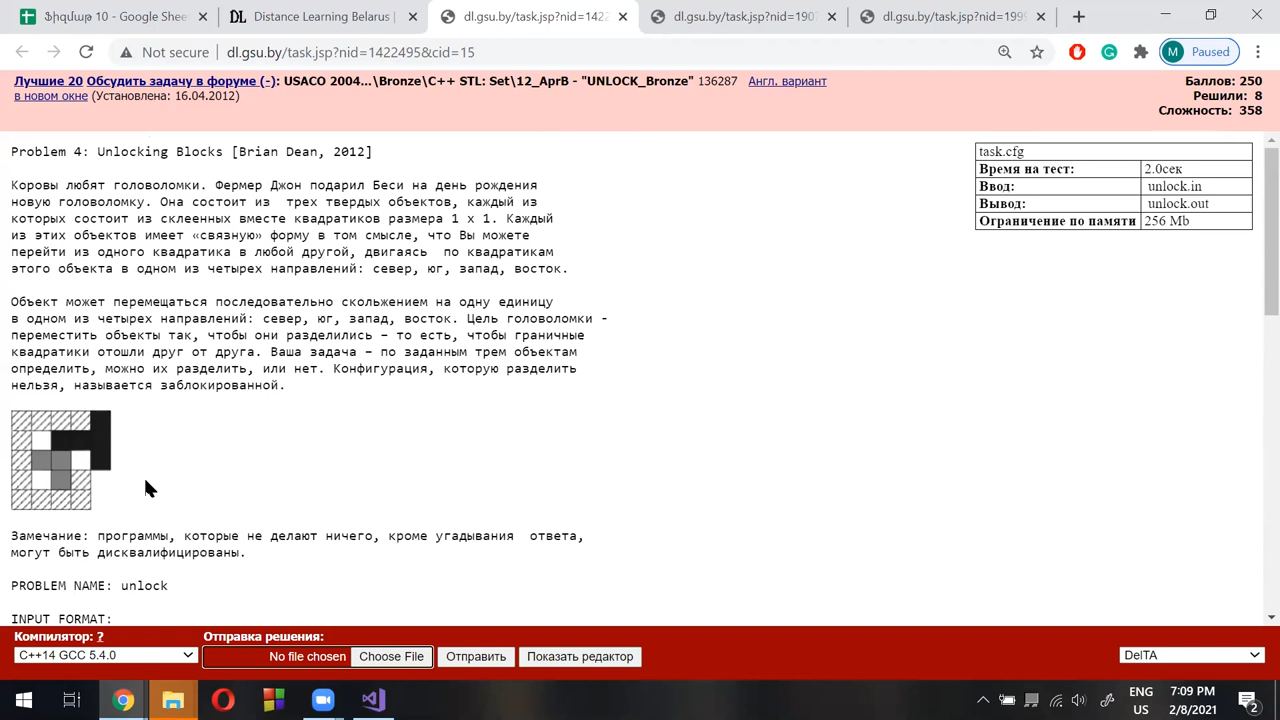 Ֆիմար 10 - Google Shee
Distance Learning Belarus |
dl.gsu.by/task.jsp?nid=1422
dl.gsu.by/task.jsp?nid=1907
dl.gsu.by/task.jsp?nid=1999
Not secure
dl.gsu.by/task.jsp?nid=1422495&cid=15
M
Paused
Лучшие 20 Обсудить задачу в форуме (-): USACO 2004...\Bronze\C++ STL: Set\12_AprB - "UNLOCK_Bronze" 136287 Англ. вариант
в новом окне (Установлена: 16.04.2012)
Баллов: 250
Решили: 8
Сложность: 358
Problem 4: Unlocking Blocks [Brian Dean, 2012]
Коровы любят головоломки. Фермер Джон подарил Беси на день рождения
новую головоломку. Она состоит из трех твердых объектов, каждый из
которых состоит из склеенных вместе квадратиков размера 1 x 1. Каждый
из этих объектов имеет «связную» форму в том смысле, что Вы можете
перейти из одного квадратика в любой другой, двигаясь по квадратикам
этого объекта в одном из четырех направлений: север, юг, запад, восток.
Объект может перемещаться последовательно скольжением на одну единицу
в одном из четырех направлений: север, юг, запад, восток. Цель головоломки -
переместить объекты так, чтобы они разделились – то есть, чтобы граничные
квадратики отошли друг от друга. Ваша задача – по заданным трем объектам
определить, можно их разделить, или нет. Конфигурация, которую разделить
нельзя, называется заблокированной.
Замечание: программы, которые не делают ничего, кроме угадывания ответа,
могут быть дисквалифицированы.
PROBLEM NAME: unlock
INPUT FORMAT:
task.cfg
Время на тест: 2.0сек
Ввод: unlock.in
Вывод: unlock.out
Ограничение по памяти 256 Mb
Компилятор: ?
Отправка решения:
C++14 GCC 5.4.0
No file chosen
Choose File
Отправить
Показать редактор
DelTA
ENG
US
7:09 PM
2/8/2021
2